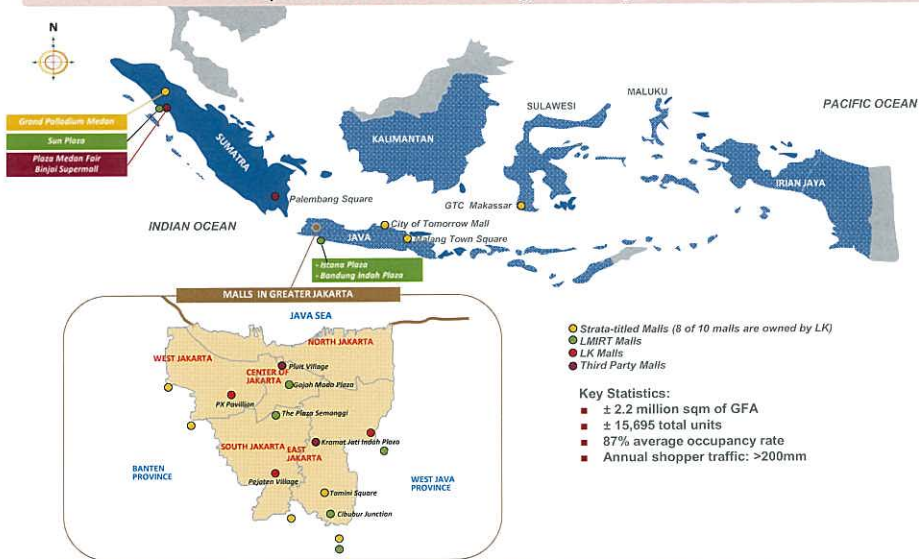 N
Grand Palladium Medan
Sun Plaza
Plaza Medan Fair
Binjai Supermall
SUMATRA
Palembang Square
INDIAN OCEAN
KALIMANTAN
SULAWESI
MALUKU
PACIFIC OCEAN
IRIAN JAYA
GTC Makassar
City of Tomorrow Mall
Malang Town Square
JAVA
- Istana Plaza
- Bandung Indah Plaza
MALLS IN GREATER JAKARTA
JAVA SEA
NORTH JAKARTA
WEST JAKARTA
CENTER OF
JAKARTA
Pluit Village
Gajah Mada Plaza
PX Pavillion
The Plaza Semanggi
SOUTH JAKARTA
EAST
JAKARTA
Kramat Jati Indah Plaza
BANTEN
PROVINCE
Pejaten Village
WEST JAVA
PROVINCE
Tamini Square
Cibubur Junction
Strata-titled Malls (8 of 10 malls are owned by LK)
LMIRT Malls
LK Malls
Third Party Malls
Key Statistics:
± 2.2 million sqm of GFA
± 15,695 total units
87% average occupancy rate
Annual shopper traffic: >200mm